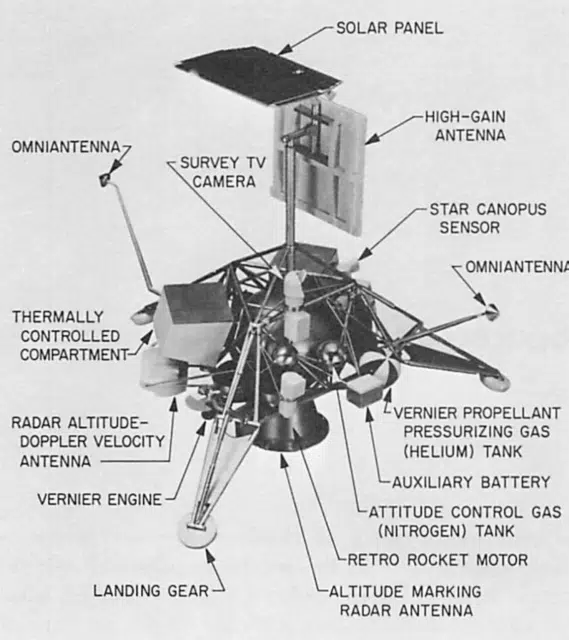 SOLAR PANEL
HIGH-GAIN
ANTENNA
OMNIANTENNA
SURVEY TV
CAMERA
STAR CANOPUS
SENSOR
OMNIANTENNA
THERMALLY
CONTROLLED
COMPARTMENT
RADAR ALTITUDE-
DOPPLER VELOCITY
ANTENNA
VERNIER PROPELLANT
PRESSURIZING GAS
(HELIUM) TANK
AUXILIARY BATTERY
VERNIER ENGINE
ATTITUDE CONTROL GAS
(NITROGEN) TANK
RETRO ROCKET MOTOR
LANDING GEAR
ALTITUDE MARKING
RADAR ANTENNA